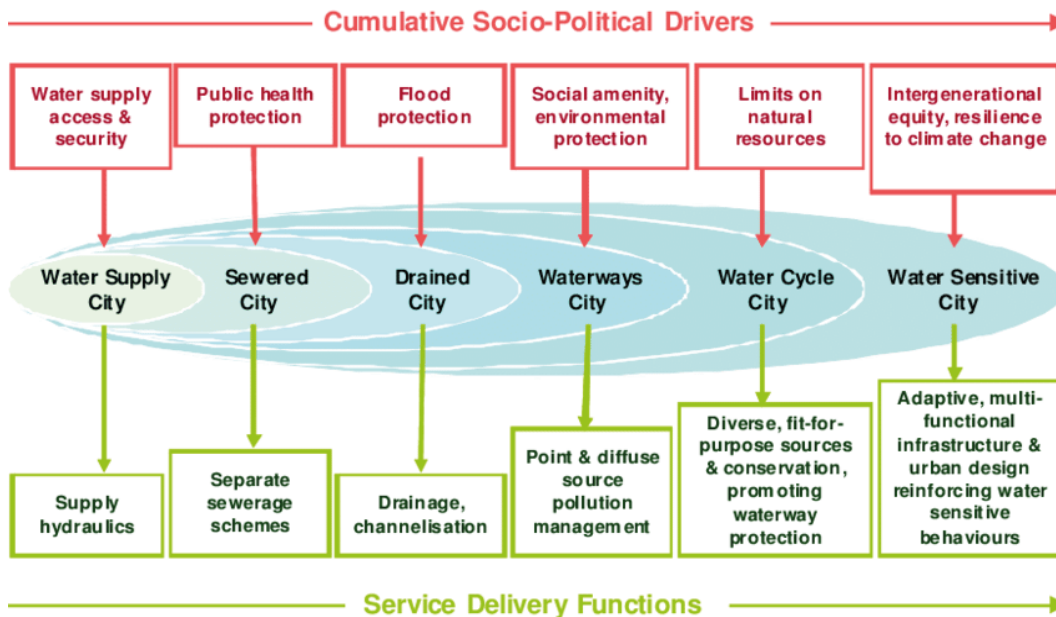 Cumulative Socio-Political Drivers
Water supply
access &
security
Public health
protection
Flood
protection
Social amenity,
environmental
protection
Limits on
natural
resources
Intergenerational
equity, resilience
to climate change
Water Supply
City
Sewered
City
Drained
City
Waterways
City
Water Cycle
City
Water Sensitive
City
Supply
hydraulics
Separate
sewerage
schemes
Drainage,
channelisation
Point & diffuse
source
pollution
management
Diverse, fit-for-
purpose sources
& conservation,
promoting
waterway
protection
Adaptive, multi-
functional
infrastructure &
urban design
reinforcing water
sensitive
behaviours
Service Delivery Functions